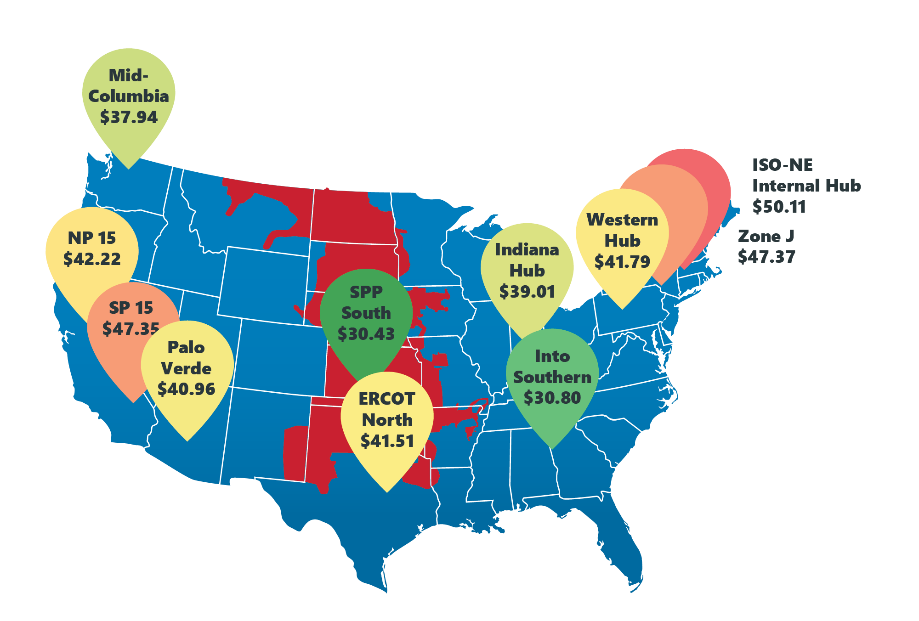 Mid-
Columbia
$37.94
ISO-NE
Internal Hub
$50.11
Zone J
$47.37
Western
Hub
$41.79
NP 15
$42.22
Indiana
Hub
$39.01
SP 15
$47.35
SPP
South
$30.43
Palo
Verde
$40.96
Into
Southern
$30.80
ERCOT
North
$41.51